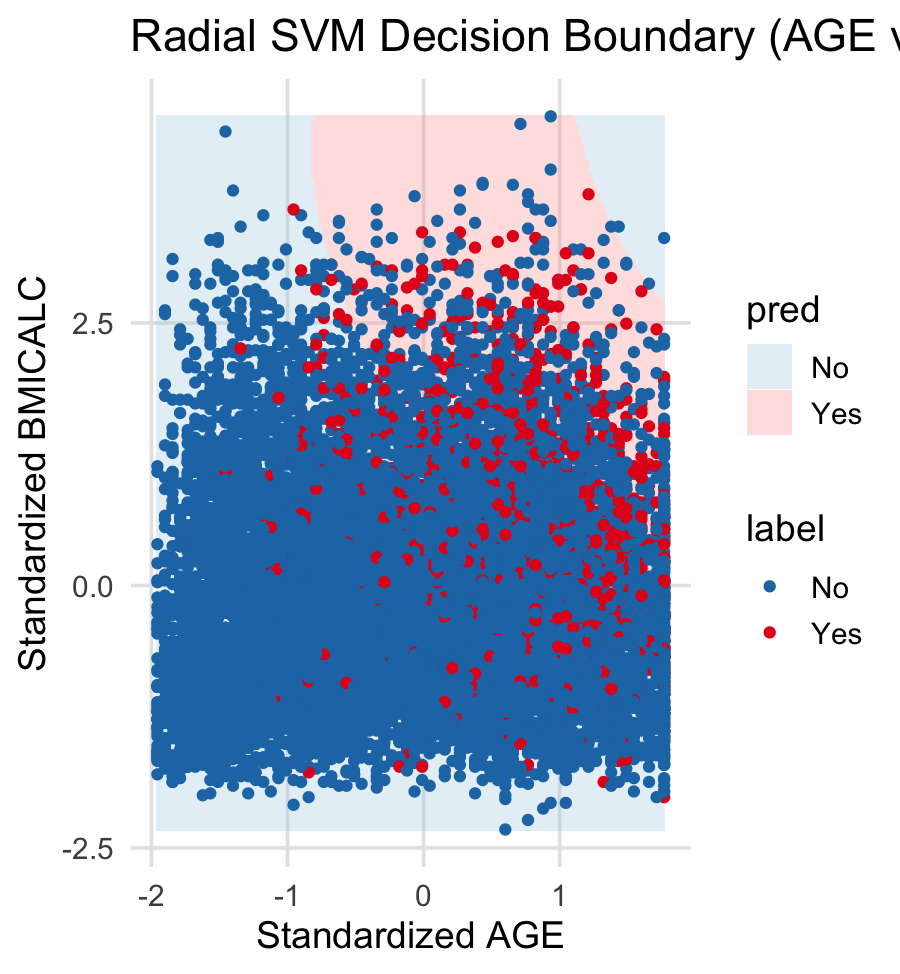 Radial SVM Decision Boundary (AGE v
Standardized BMICALC
2.5
0.0
-2.5
-2 -1 0 1
Standardized AGE
pred
No
Yes
label
No
Yes